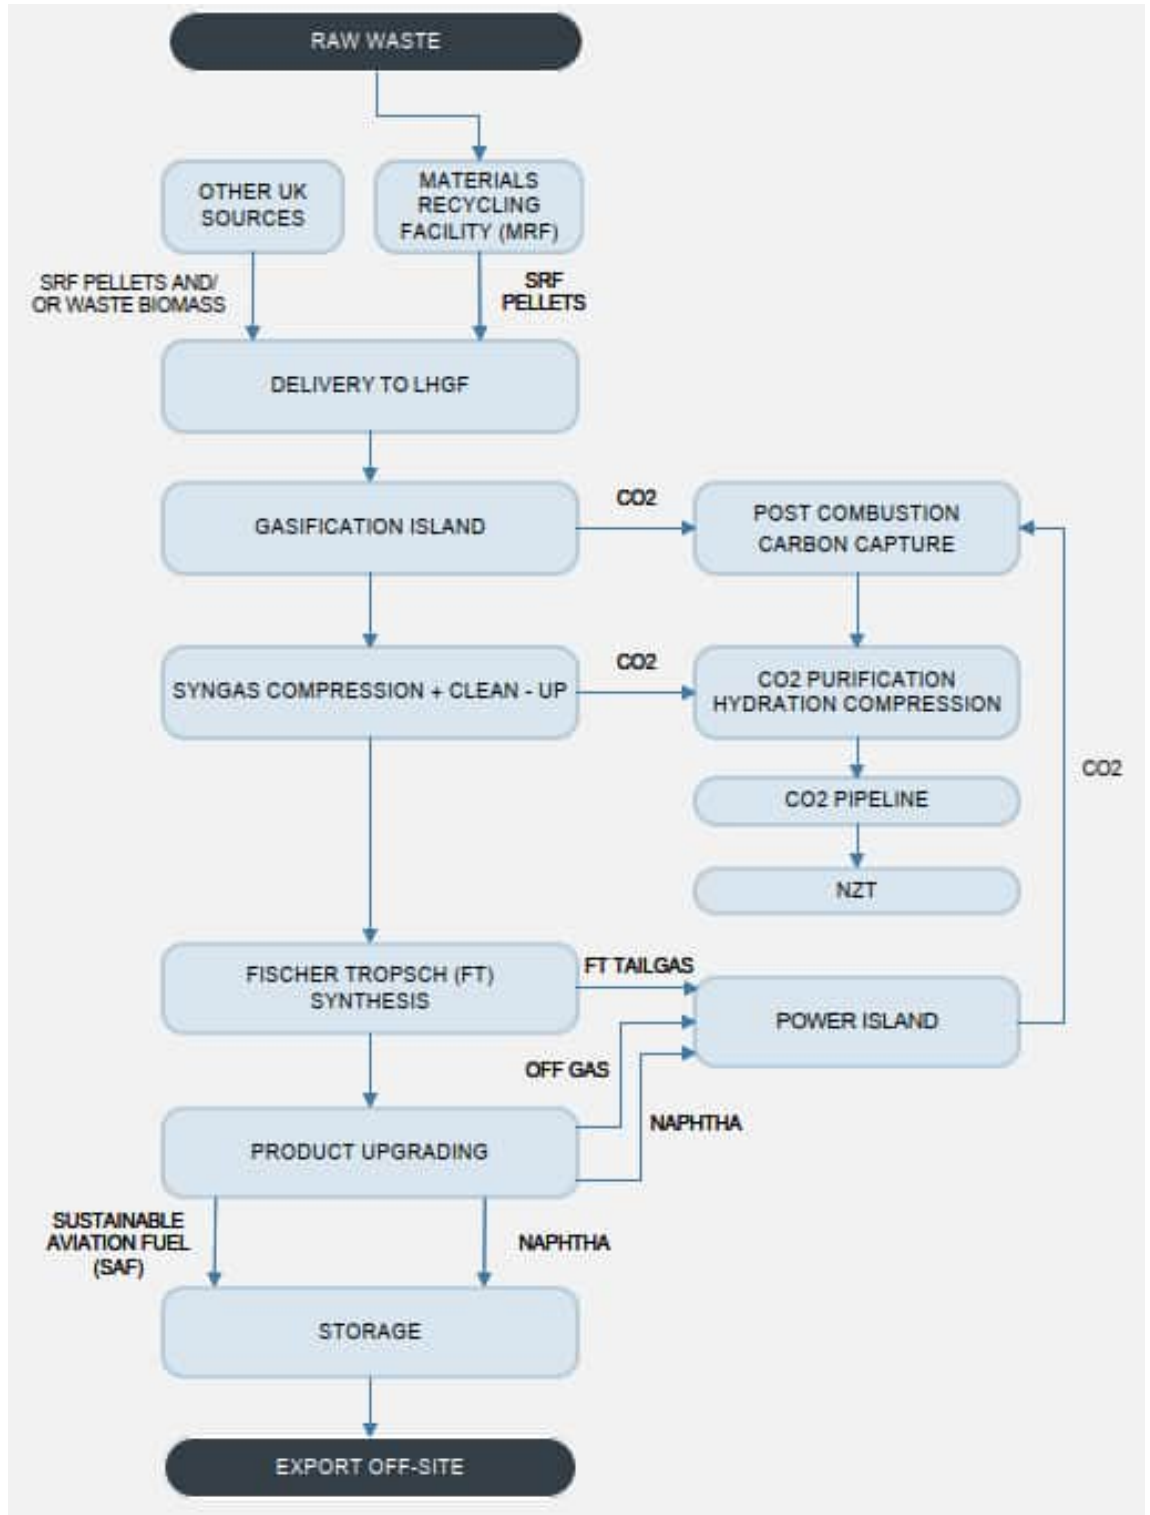 RAW WASTE
OTHER UK
SOURCES
MATERIALS
RECYCLING
FACILITY (MRF)
SRF PELLETS AND/
OR WASTE BIOMASS
SRF
PELLETS
DELIVERY TO LHGF
GASIFICATION ISLAND
CO2
POST COMBUSTION
CARBON CAPTURE
SYNGAS COMPRESSION + CLEAN - UP
CO2
CO2 PURIFICATION
HYDRATION COMPRESSION
CO2
CO2 PIPELINE
NZT
FISCHER TROPSCH (FT)
SYNTHESIS
FT TAILGAS
POWER ISLAND
OFF GAS
NAPHTHA
PRODUCT UPGRADING
SUSTAINABLE
AVIATION FUEL
(SAF)
NAPHTHA
STORAGE
EXPORT OFF-SITE